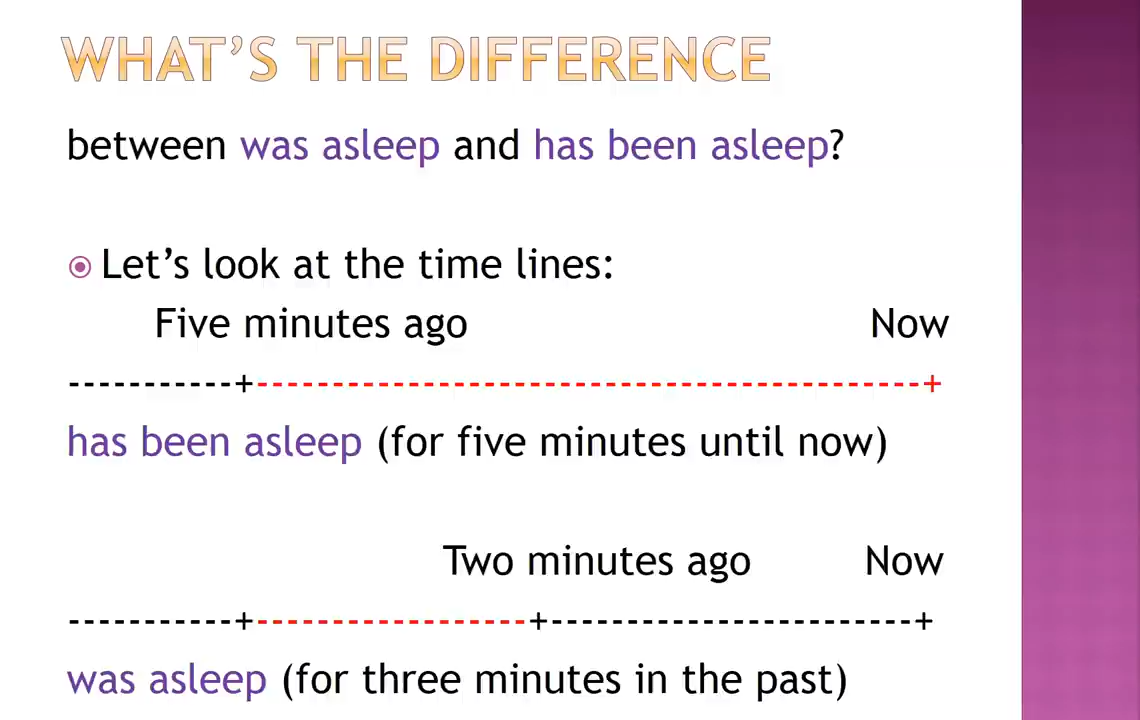 WHAT'S THE DIFFERENCE
between was asleep and has been asleep?
Let's look at the time lines:
Five minutes ago Now
-----------+--------------------------------------------+
has been asleep (for five minutes until now)
Two minutes ago Now
-----------+------------------+------------------------+
was asleep (for three minutes in the past)